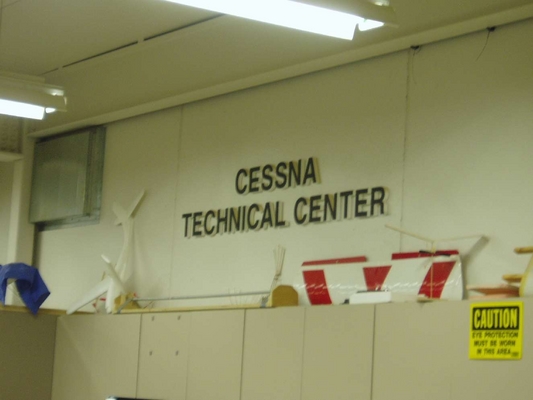 CESSNA
TECHNICAL CENTER
CAUTION
EYE PROTECTION
MUST BE WORN
IN THIS AREA